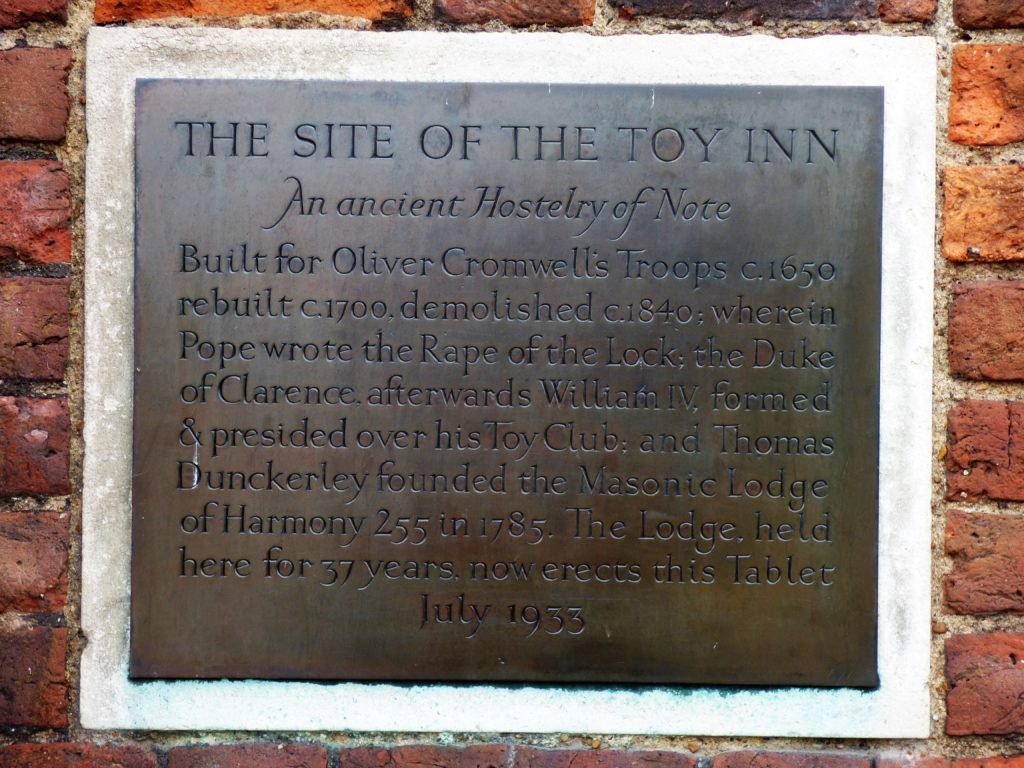 THE SITE OF THE TOY INN
An ancient Hostelry of Note
Built for Oliver Cromwell's Troops c.1650
rebuilt c.1700, demolished c.1840; wherein
Pope wrote the Rape of the Lock; the Duke
of Clarence, afterwards William IV, formed
& presided over his Toy Club; and Thomas
Dunckerley founded the Masonic Lodge
of Harmony 255 in 1785. The Lodge, held
here for 37 years, now erects this Tablet
July 1933